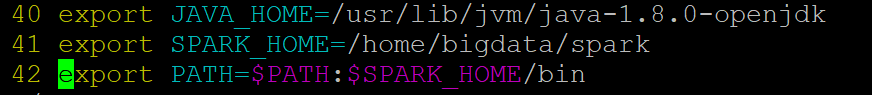 40 export JAVA_HOME=/usr/lib/jvm/java-1.8.0-openjdk
41 export SPARK_HOME=/home/bigdata/spark
42 export PATH=$PATH:$SPARK_HOME/bin